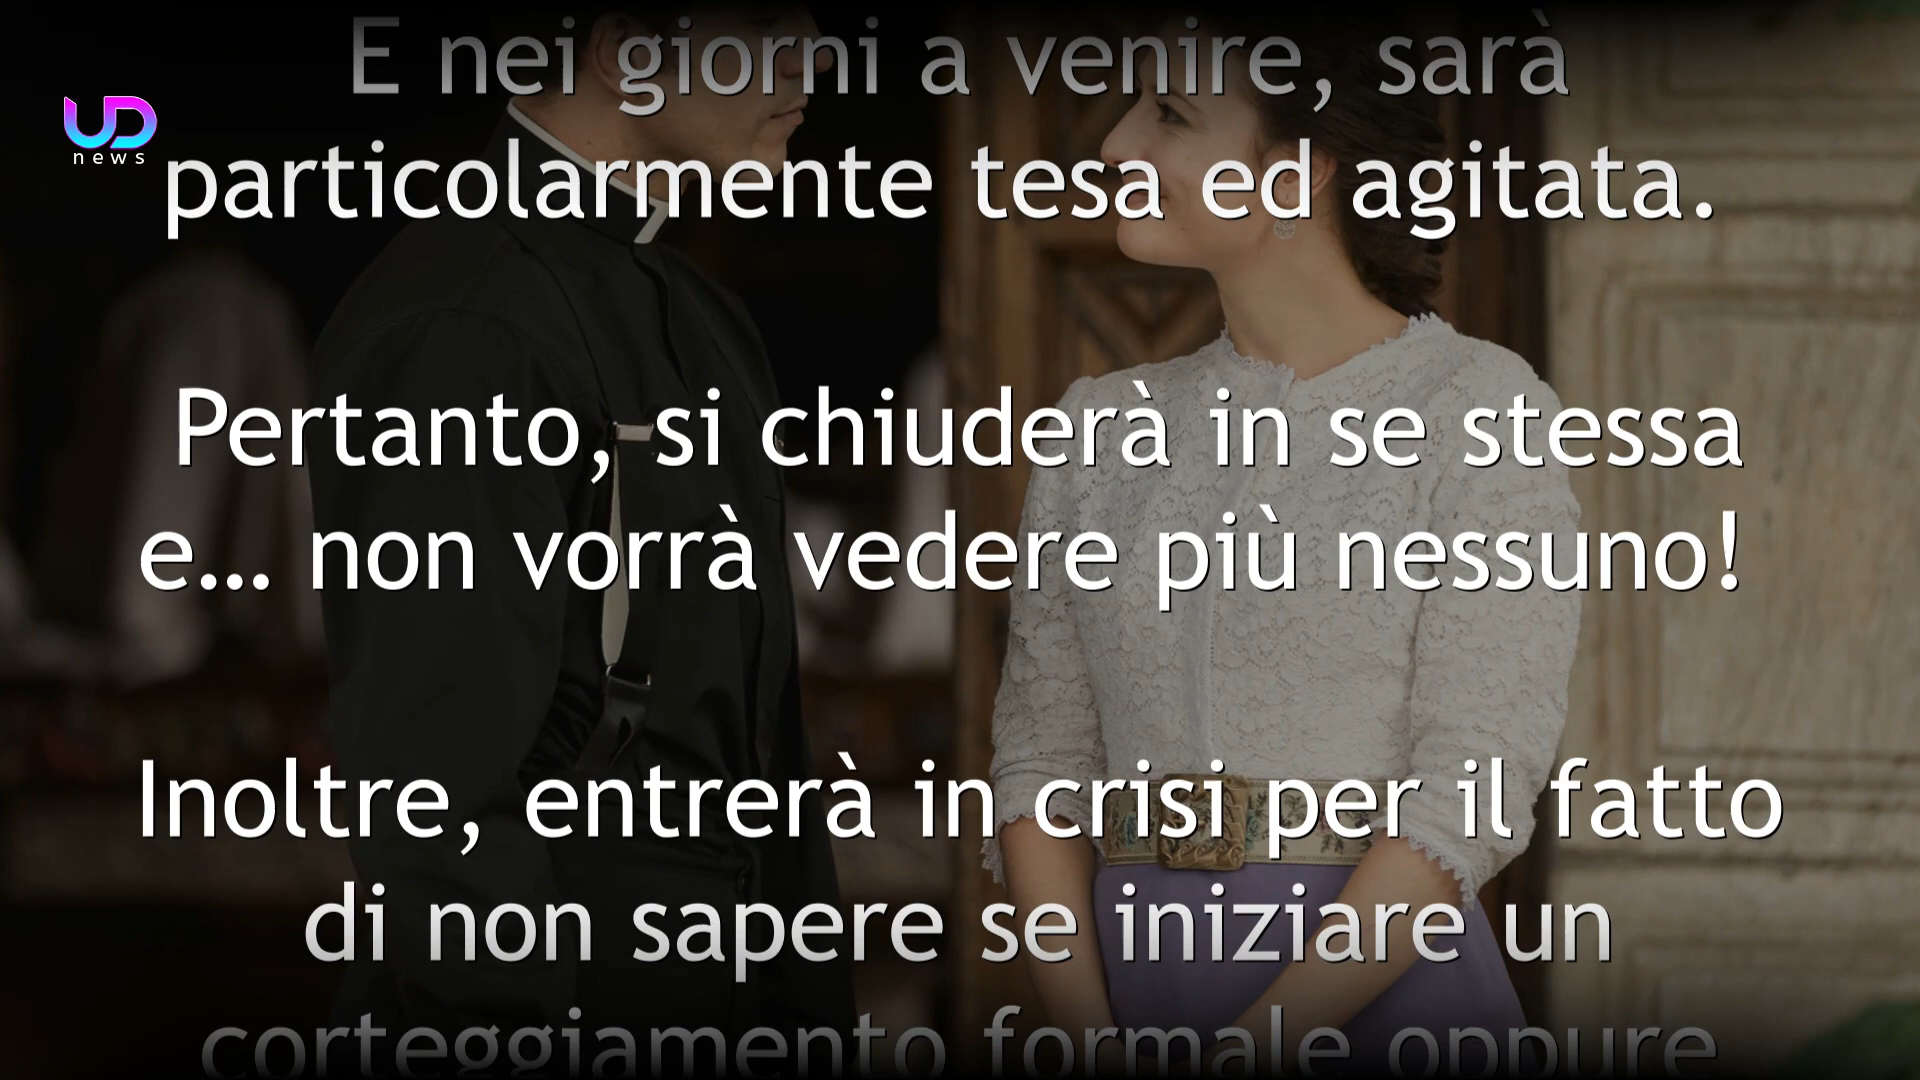 E nei giorni a venire, sarà
UD
news
particolarmente tesa ed agitata.
Pertanto, si chiuderà in se stessa
e... non vorrà vedere più nessuno!
Inoltre, entrerà in crisi per il fatto
di non sapere se iniziare un
corteggiamento formale oppure